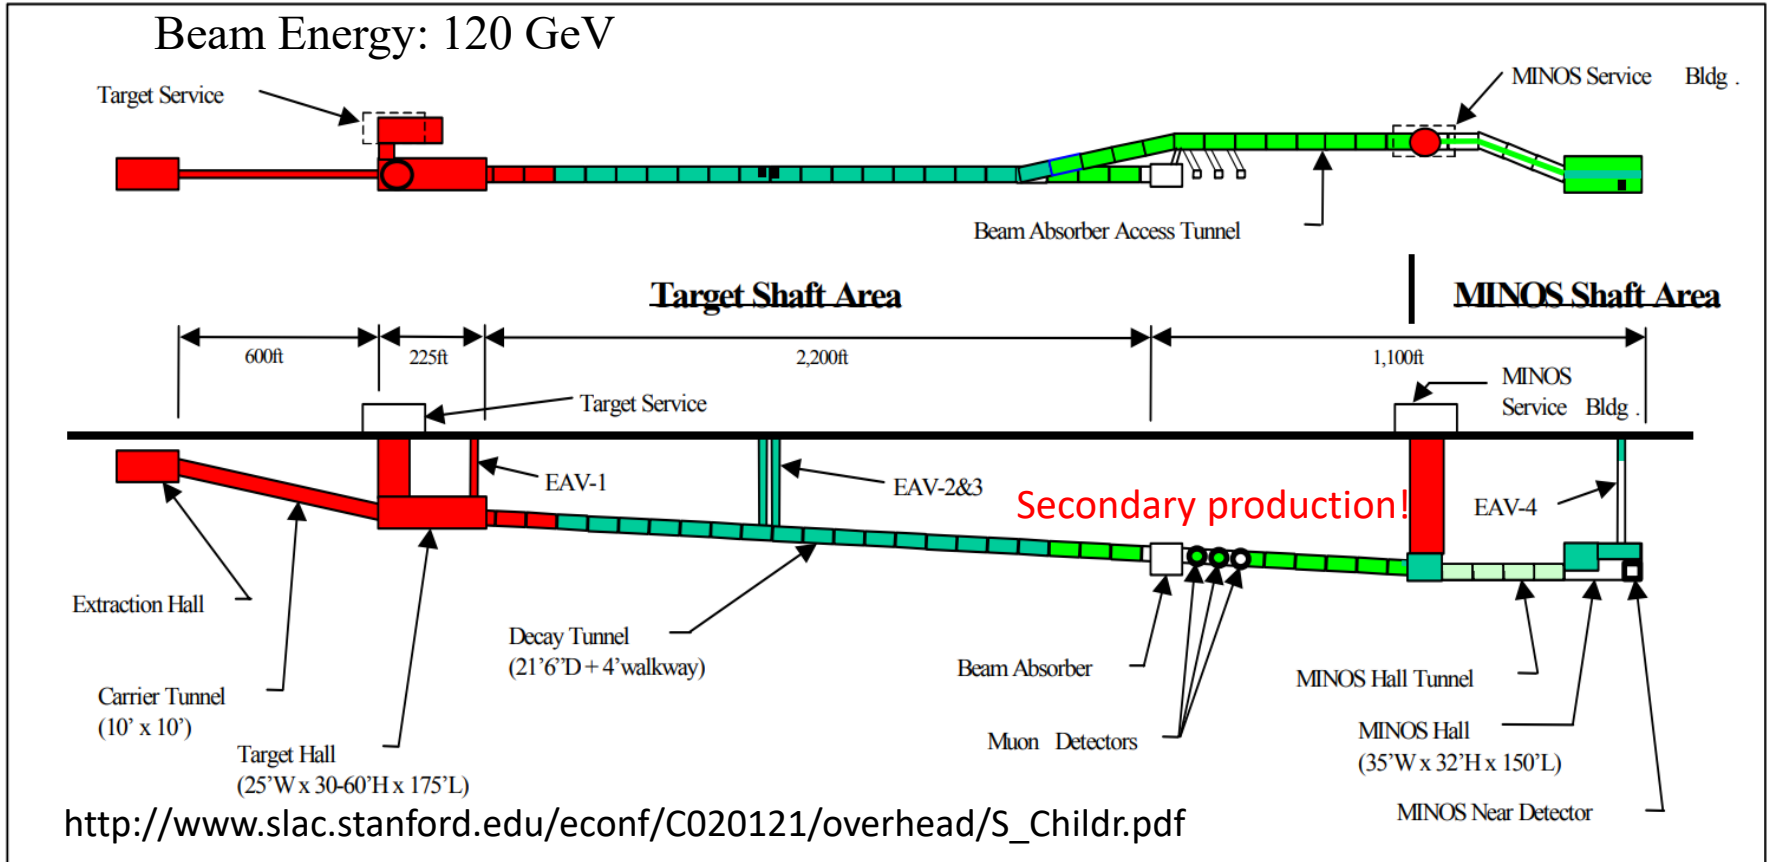 Beam Energy: 120 GeV
Target Service
MINOS Service Bldg .
Beam Absorber Access Tunnel
Target Shaft Area
MINOS Shaft Area
600ft
225ft
2,200ft
1,100ft
Target Service
MINOS
Service Bldg .
EAV-1
EAV-2&3
Secondary production!
EAV-4
Extraction Hall
Decay Tunnel
(21’6”D + 4’walkway)
Beam Absorber
MINOS Hall Tunnel
Carrier Tunnel
(10’ x 10’)
Muon Detectors
MINOS Hall
(35’W x 32’H x 150’L)
Target Hall
(25’W x 30-60’H x 175’L)
MINOS Near Detector
http://www.slac.stanford.edu/econf/C020121/overhead/S_Childr.pdf